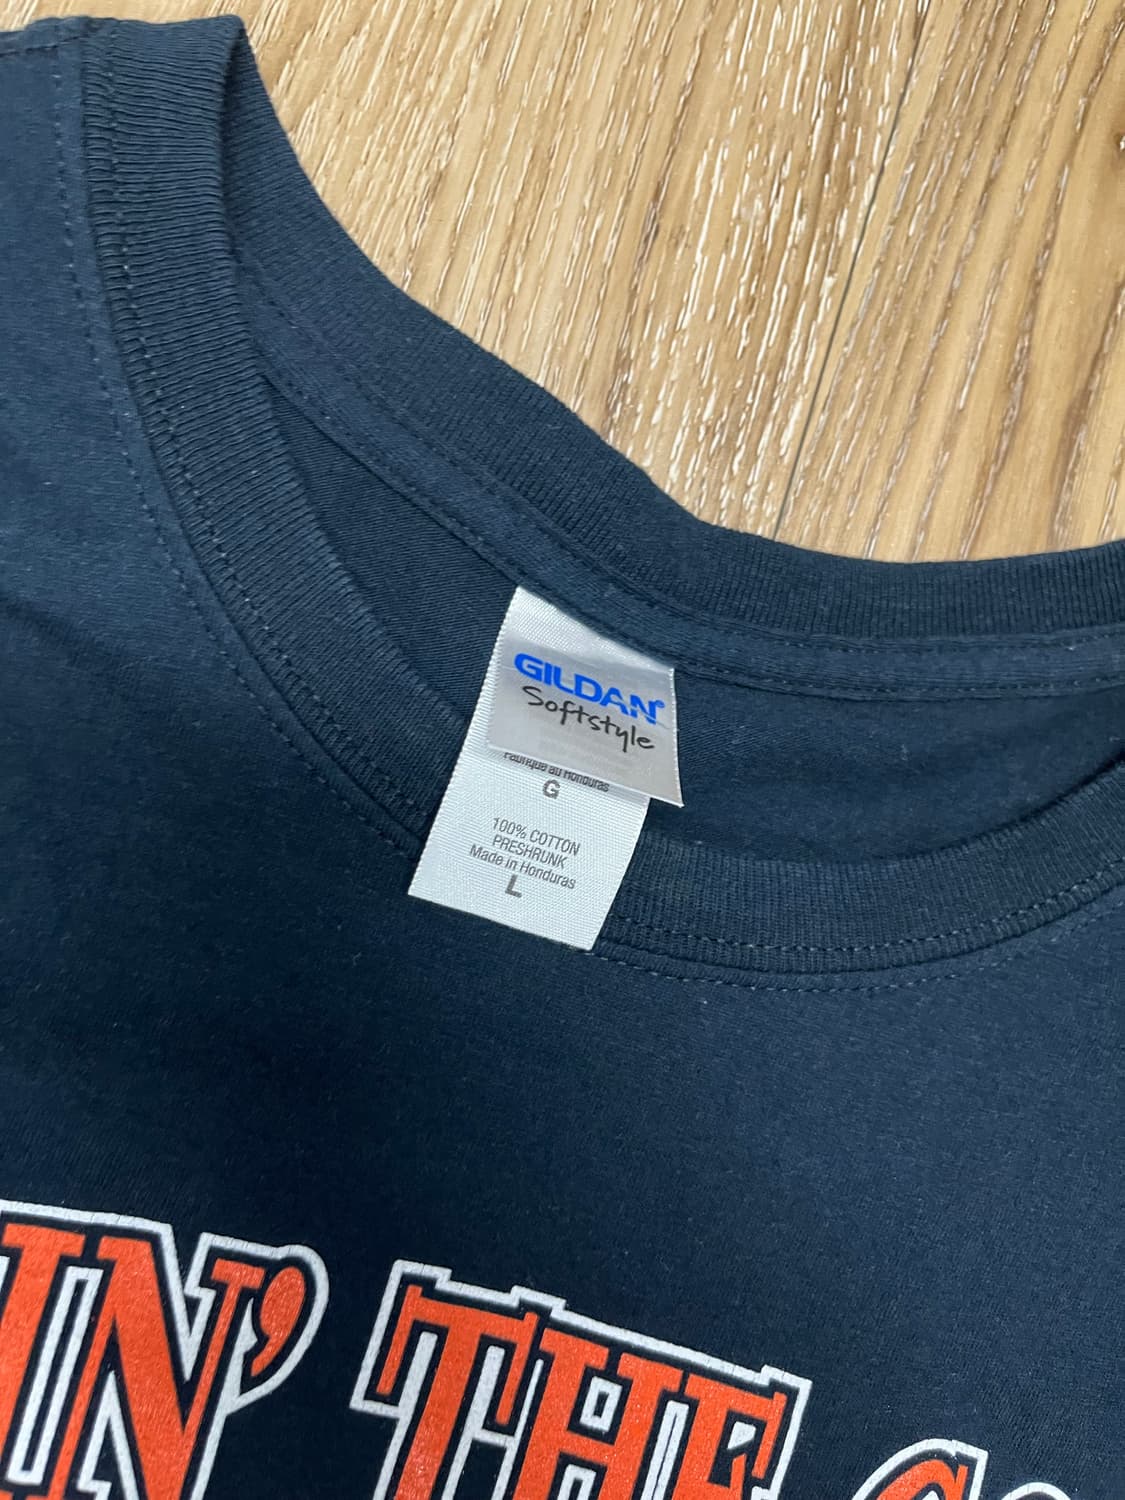 GILDAN®
Softstyle
Fabriqué au Honduras
G
100% COTTON
PRESHRUNK
Made in Honduras
L
IN' THE